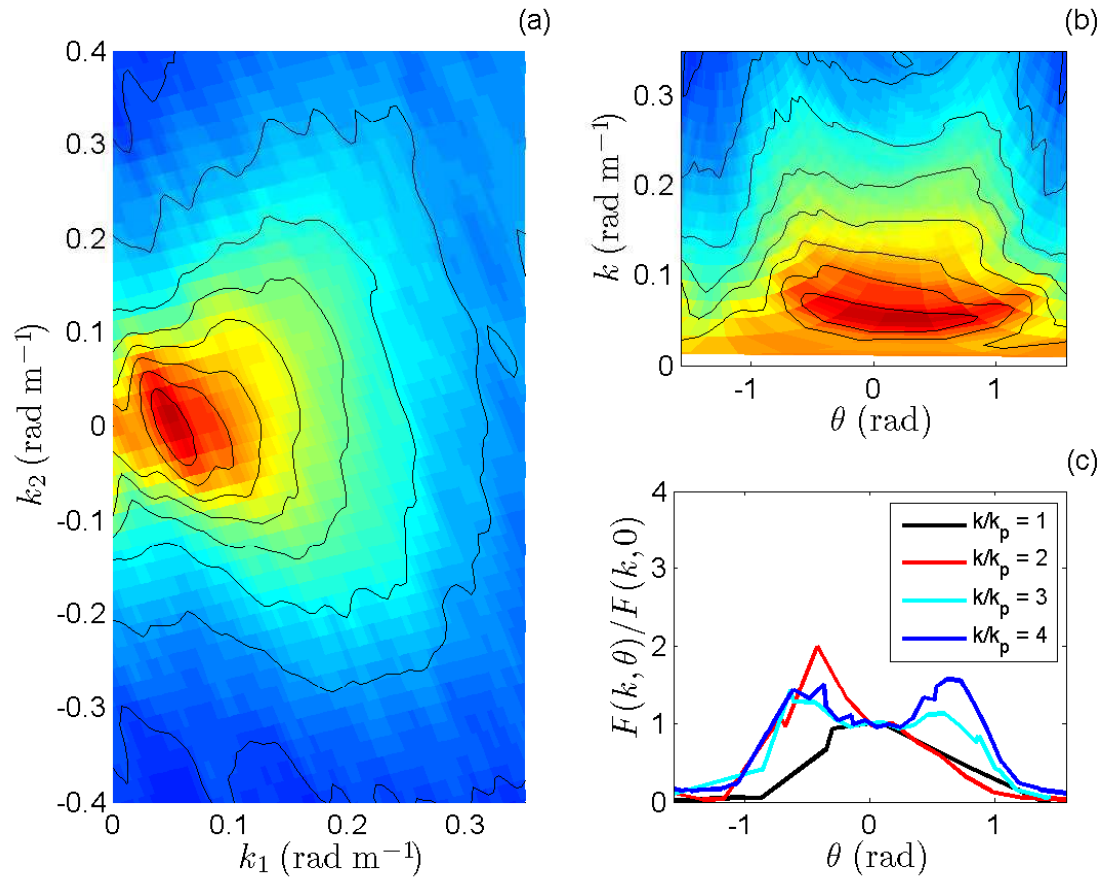 (a)
0.4
0.3
0.2
0.1
0
-0.1
-0.2
-0.3
-0.4
k₂ (rad m⁻¹)
0 0.1 0.2 0.3
k₁ (rad m⁻¹)
(b)
0.3
0.2
0.1
0
k (rad m⁻¹)
-1 0 1
θ (rad)
(c)
4
3
2
1
0
F(k, θ)/F(k, 0)
k/kₚ = 1
k/kₚ = 2
k/kₚ = 3
k/kₚ = 4
-1 0 1
θ (rad)